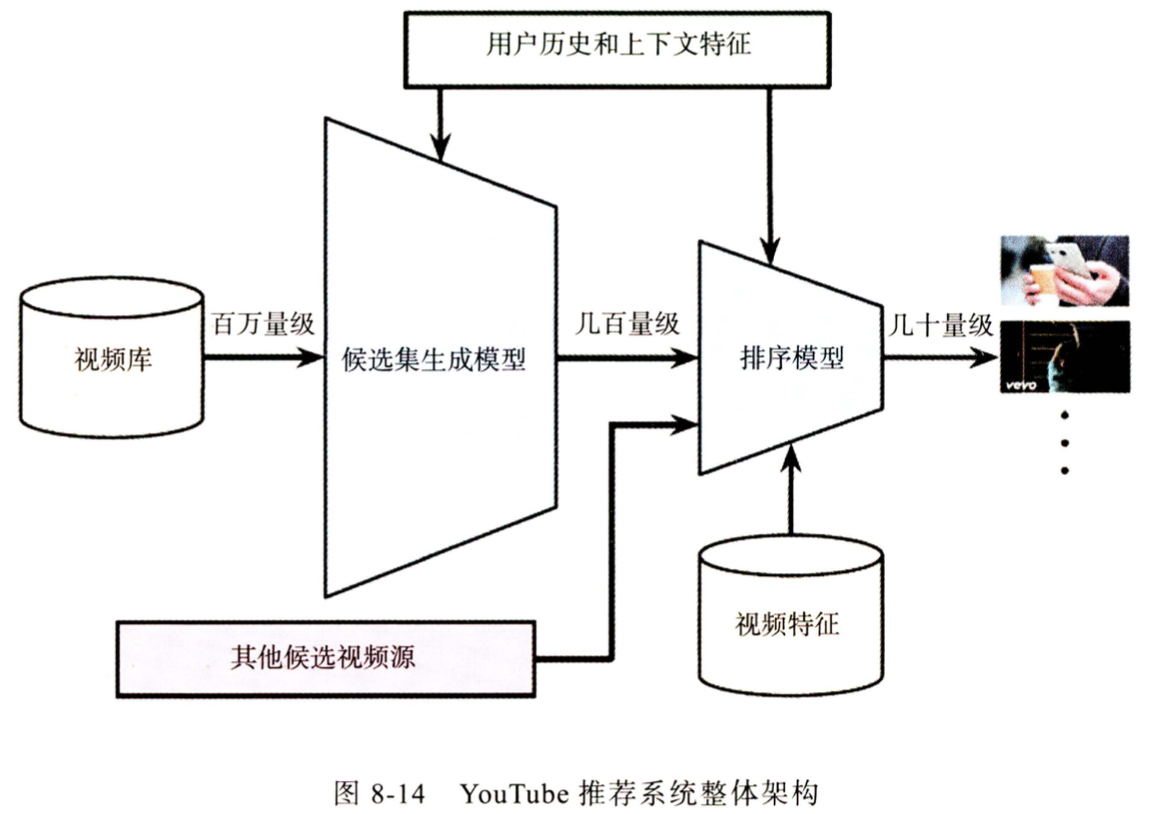 用户历史和上下文特征
百万量级
几百量级
几十量级
视频库
候选集生成模型
排序模型
vevo
视频特征
其他候选视频源
图 8-14 YouTube 推荐系统整体架构